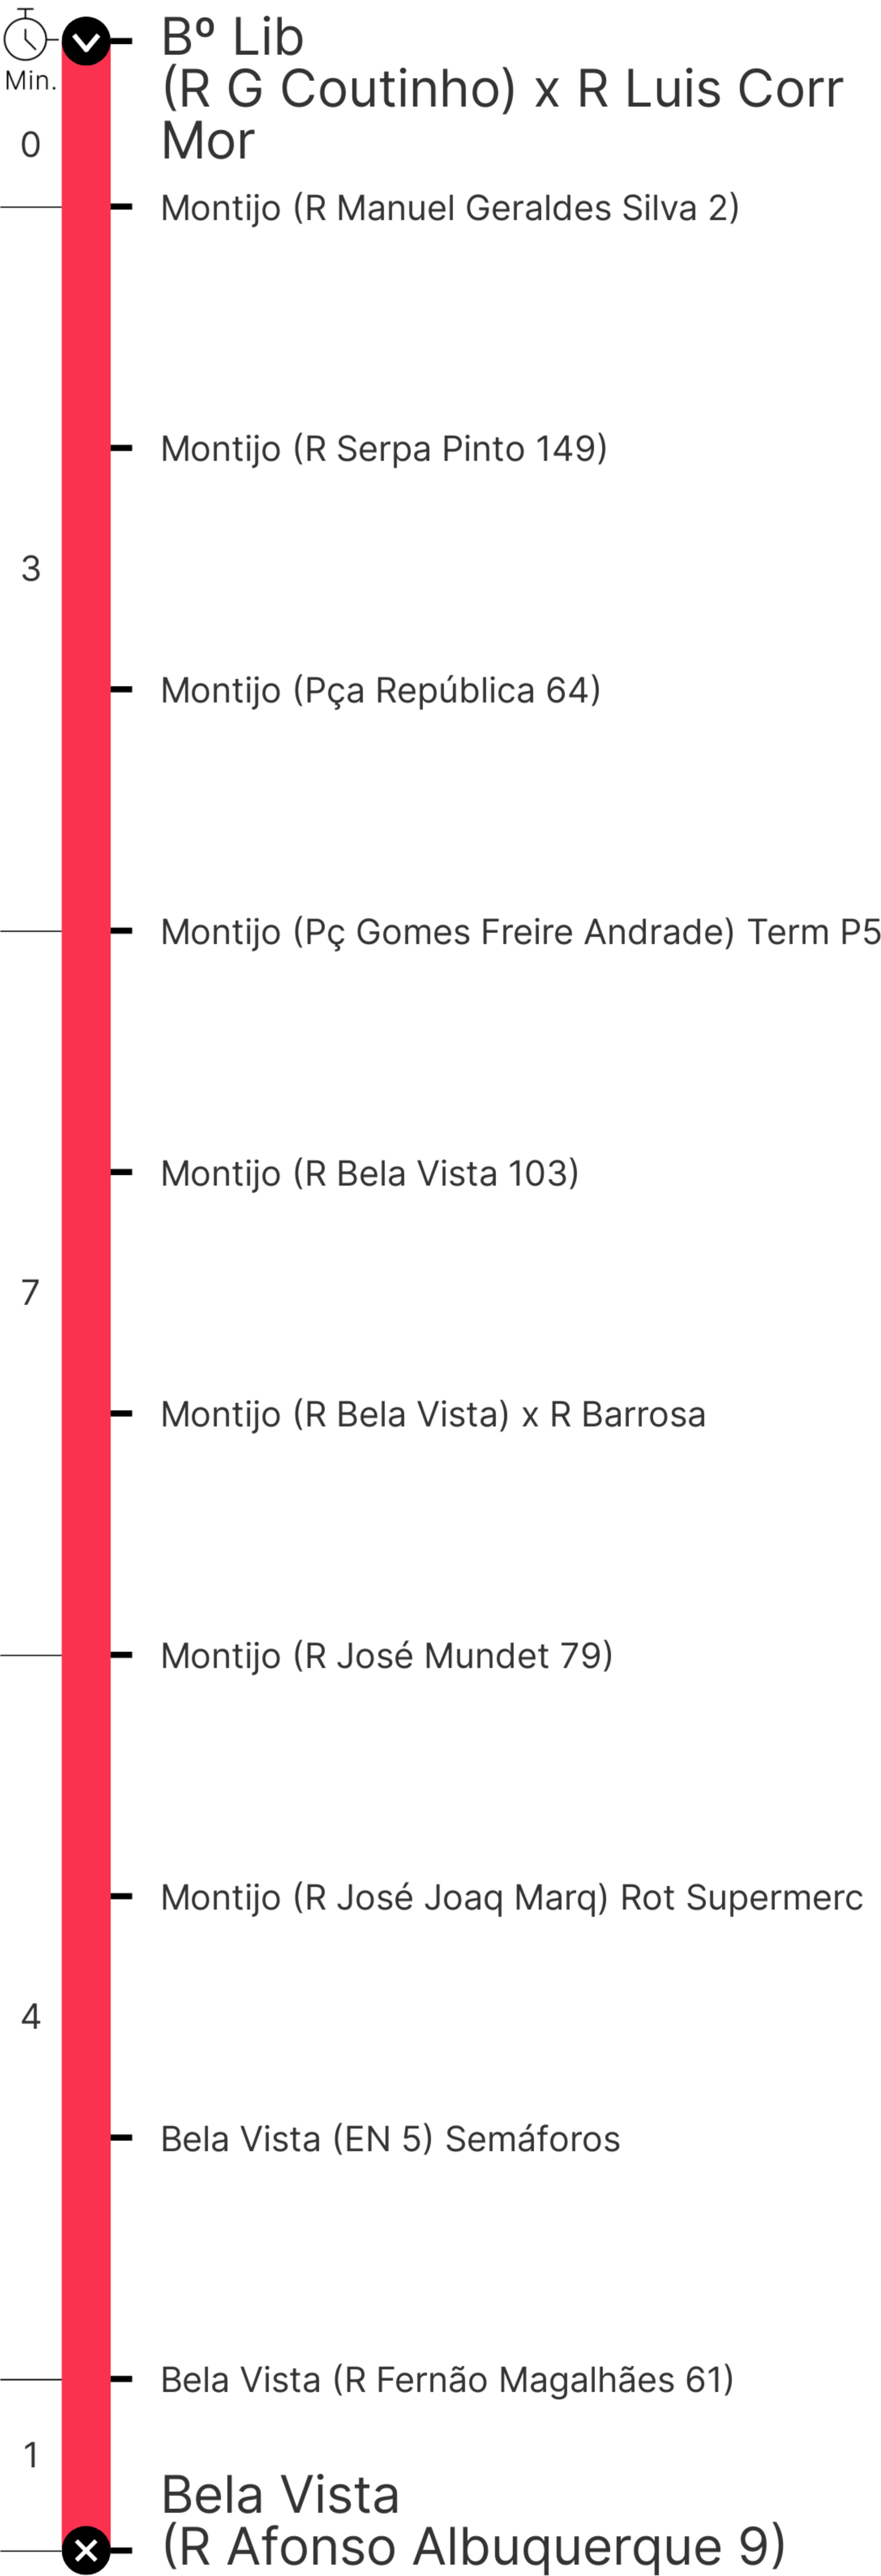 Bº Lib
(R G Coutinho) x R Luis Corr
Mor
Min.
0
Montijo (R Manuel Geraldes Silva 2)
Montijo (R Serpa Pinto 149)
3
Montijo (Pça República 64)
Montijo (Pç Gomes Freire Andrade) Term P5
Montijo (R Bela Vista 103)
7
Montijo (R Bela Vista) x R Barrosa
Montijo (R José Mundet 79)
Montijo (R José Joaq Marq) Rot Supermerc
4
Bela Vista (EN 5) Semáforos
Bela Vista (R Fernão Magalhães 61)
1
Bela Vista
(R Afonso Albuquerque 9)